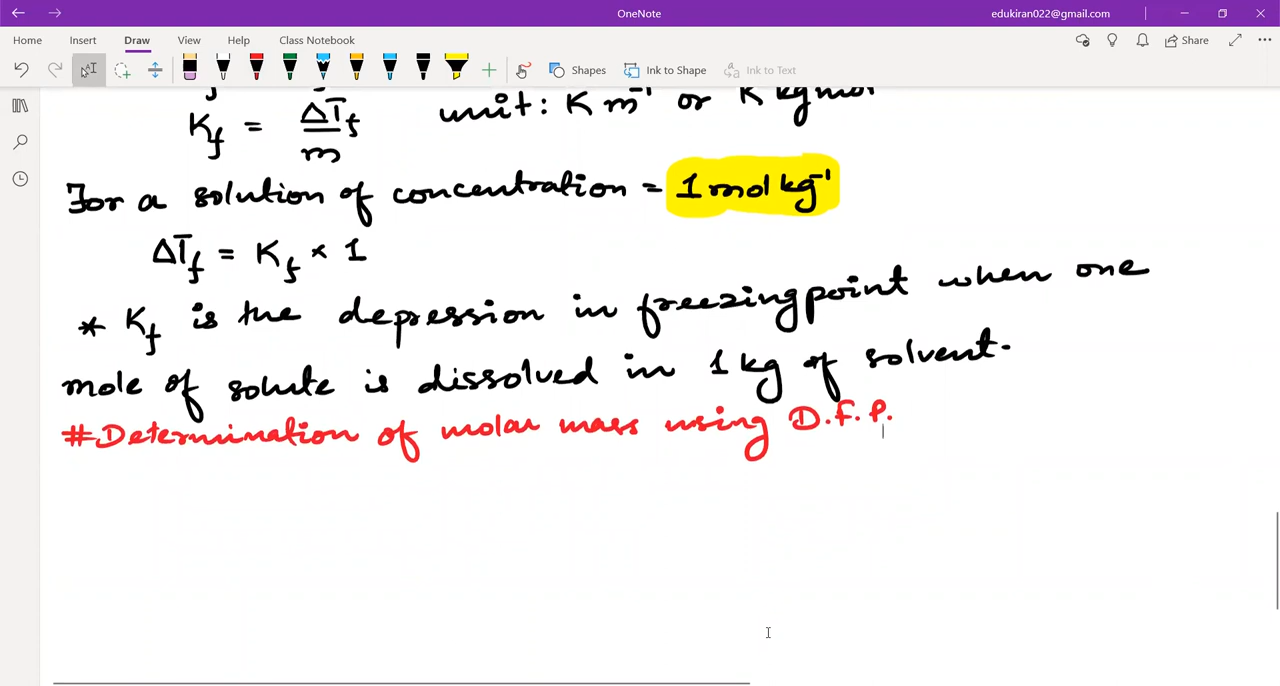 OneNote
edukiran022@gmail.com
Home Insert Draw View Help Class Notebook
Share
Shapes Ink to Shape Ink to Text
Kf = ΔTf/m unit: K m⁻¹ or K kg mol
For a solution of concentration = 1 mol kg⁻¹
ΔTf = Kf × 1
* Kf is the depression in freezing point when one
mole of solute is dissolved in 1 kg of solvent.
# Determination of molar mass using D.F.P.